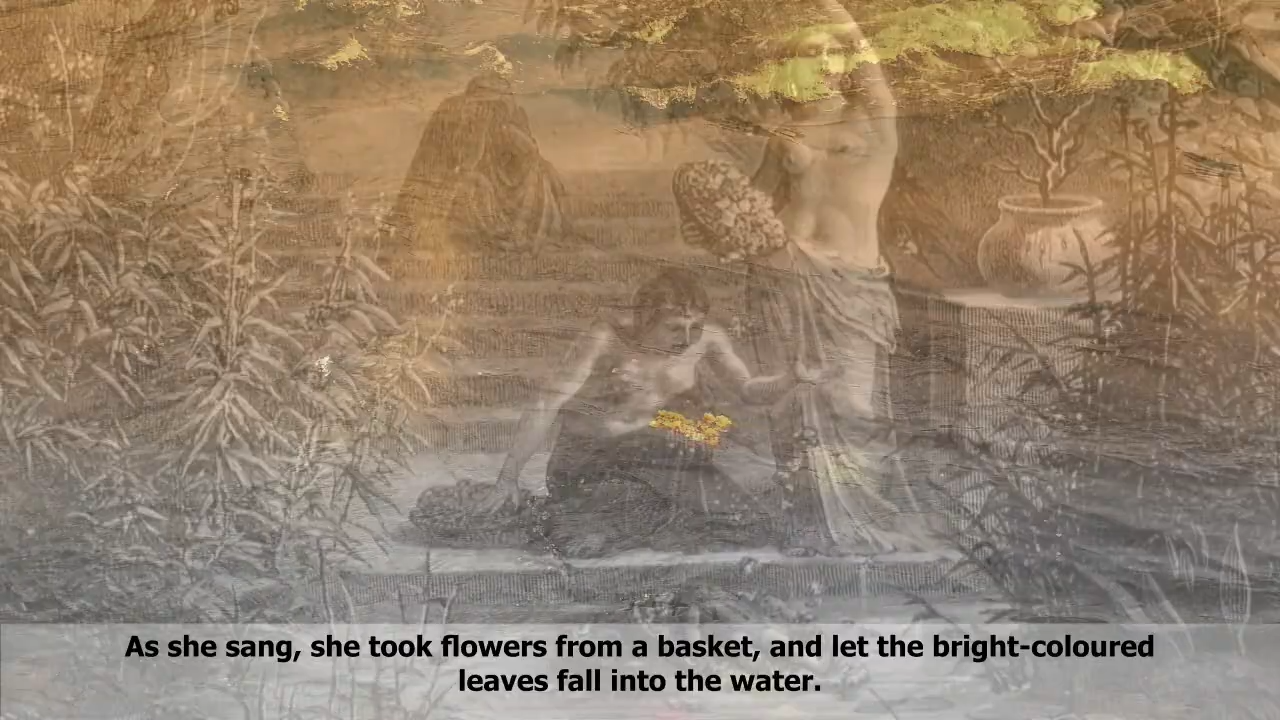 As she sang, she took flowers from a basket, and let the bright-coloured
leaves fall into the water.